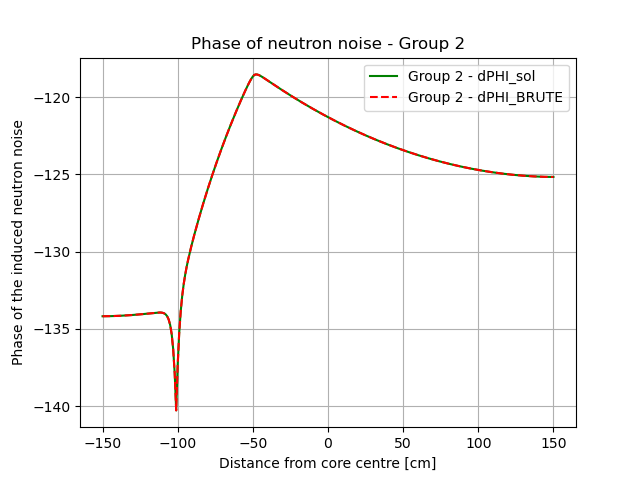 Phase of neutron noise - Group 2
Group 2 - dPHI_sol
Group 2 - dPHI_BRUTE
Phase of the induced neutron noise
−120
−125
−130
−135
−140
−150
−100
−50
0
50
100
150
Distance from core centre [cm]